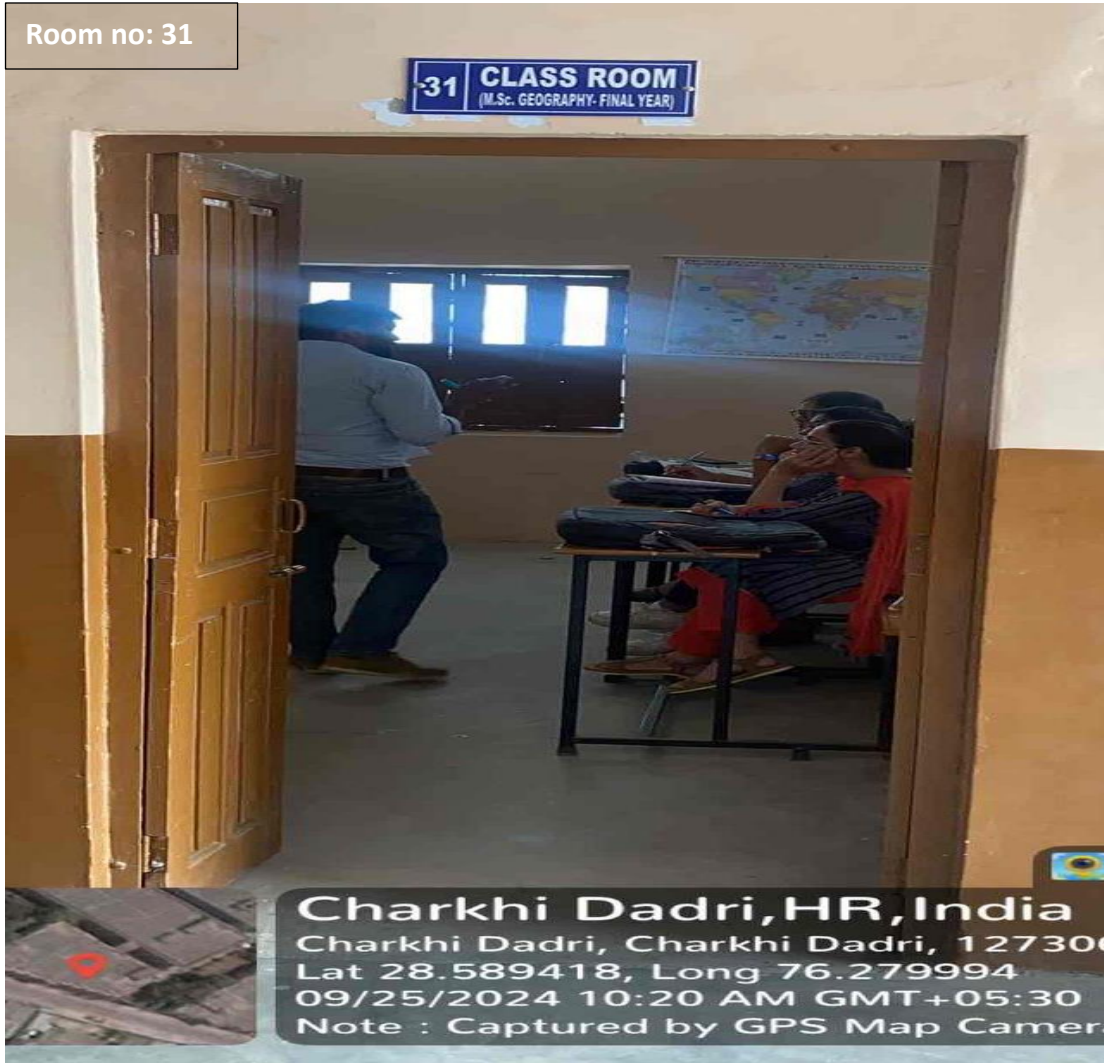 Room no: 31
31 CLASS ROOM
(M.Sc. GEOGRAPHY- FINAL YEAR)
Charkhi Dadri,HR,India
Charkhi Dadri, Charkhi Dadri,
Lat 28.589418, Long 76.279994
09/25/2024 10:20 AM GMT+05:30
Note : Captured by GPS Map Camera